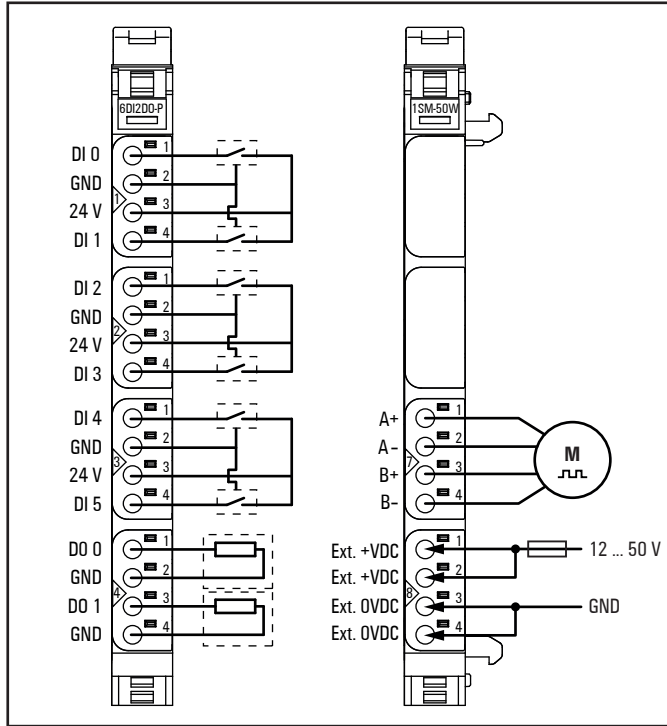 6DI2DO-P
DI 0 1
GND 2
24 V 3
DI 1 4
1
DI 2 1
GND 2
24 V 3
DI 3 4
2
DI 4 1
GND 2
24 V 3
DI 5 4
3
DO 0 1
GND 2
DO 1 3
GND 4
4
1SM-50W
A+ 1
A- 2
B+ 3
B- 4
7
M
Ext. +VDC 1
12 ... 50 V
Ext. +VDC 2
Ext. 0VDC 3
GND
Ext. 0VDC 4
8